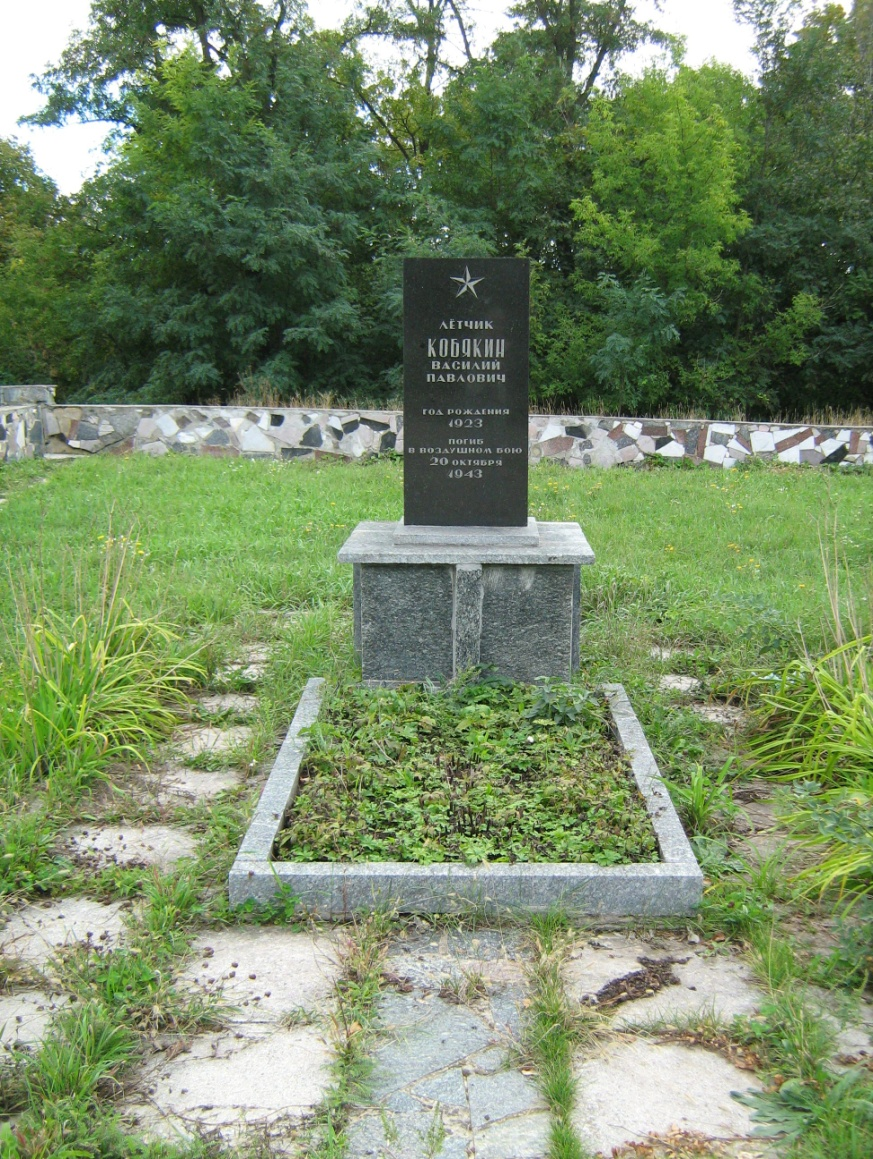 ЛЁТЧИК
КОБЯКИН
ВАСИЛИЙ
ПАВЛОВИЧ
ГОД РОЖДЕНИЯ
1923
ПОГИБ
В ВОЗДУШНОМ БОЮ
20 ОКТЯБРЯ
1943